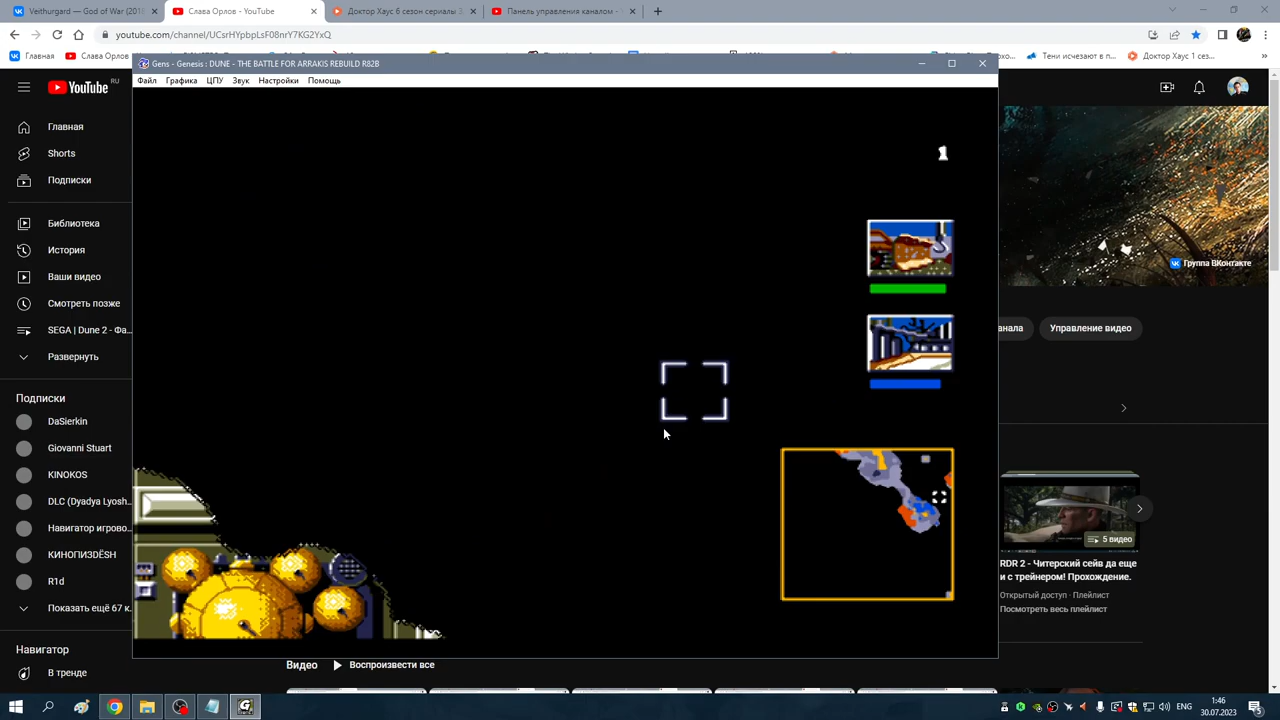 Veithurgard — God of War (2018
Слава Орлов - YouTube
Доктор Хаус 6 сезон сериалы 3
Панель управления каналом -
youtube.com/channel/UCsrHYpbpLsF08nrY7KG2YxQ
Главная
Слава Орлов
Тени исчезают в п...
Доктор Хаус 1 сез...
Gens - Genesis : DUNE - THE BATTLE FOR ARRAKIS REBUILD R82B
Файл Графика ЦПУ Звук Настройки Помощь
YouTube RU
Главная
Shorts
Подписки
Библиотека
История
Ваши видео
Смотреть позже
SEGA | Dune 2 - Фа...
Развернуть
Подписки
DaSierkin
Giovanni Stuart
KINOKOS
DLC (Dyadya Lyosh...
Навигатор игрово...
КИНОПИЗДЁSH
R1d
Показать ещё 67 к...
Навигатор
В тренде
Группа ВКонтакте
анала
Управление видео
5 видео
RDR 2 - Читерский сейв да еще
и с трейнером! Прохождение.
Открытый доступ · Плейлист
Посмотреть весь плейлист
Видео
Воспроизвести все
ENG
1:46
30.07.2023
5